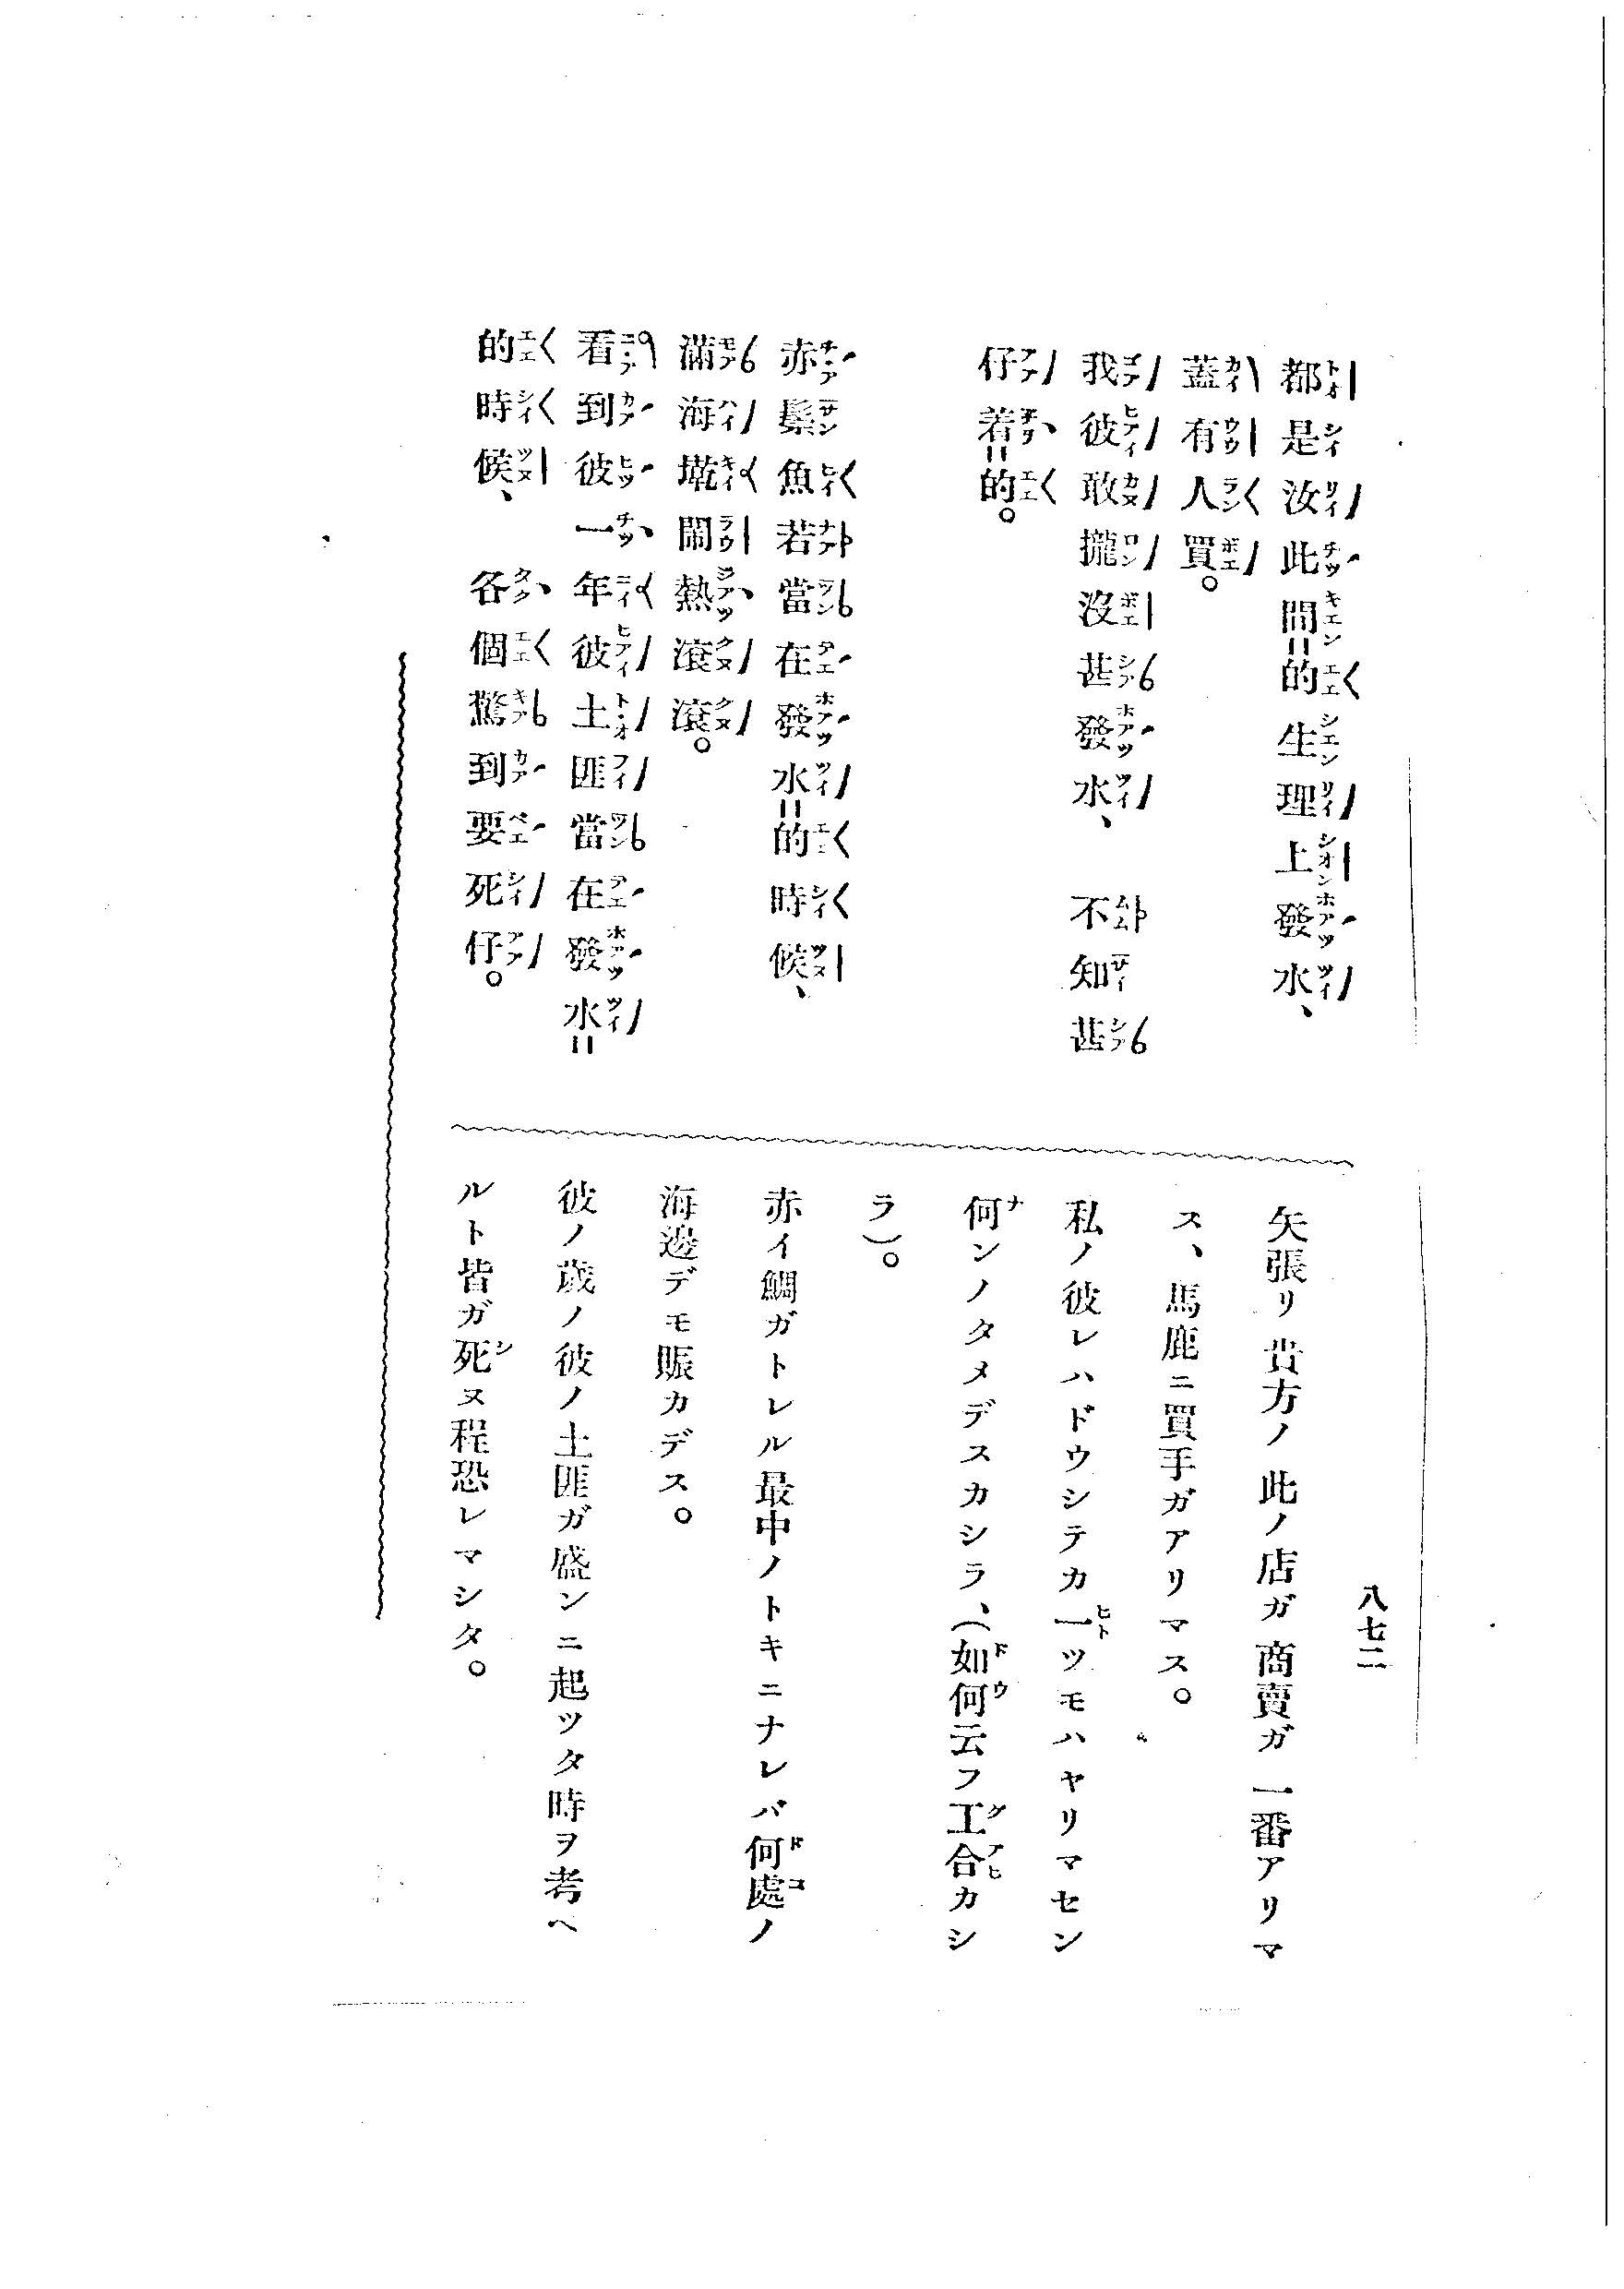 八七二
都是汝此間=的生理上發水、
蓋有人買。
我彼敢攏沒甚發水、 不知甚
仔着=的。
赤鬃魚若當在發水=的時候、
滿海墘鬧熱滾滾。
看到彼一年彼土匪當在發水=
的時候、 各個驚到要死仔。
矢張リ貴方ノ此ノ店ガ商賣ガ一番アリマ
ス、馬鹿ニ買手ガアリマス。
私ノ彼レハドウシテカ一ツモハヤリマセン
何ンノタメデスカシラ、(如何云フ工合カシ
ラ)。
赤イ鯛ガトレル最中ノトキニナレバ何處ノ
海邊デモ賑カデス。
彼ノ歳ノ彼ノ土匪ガ盛ンニ起ツタ時ヲ考ヘ
ルト皆ガ死ヌ程恐レマシタ。